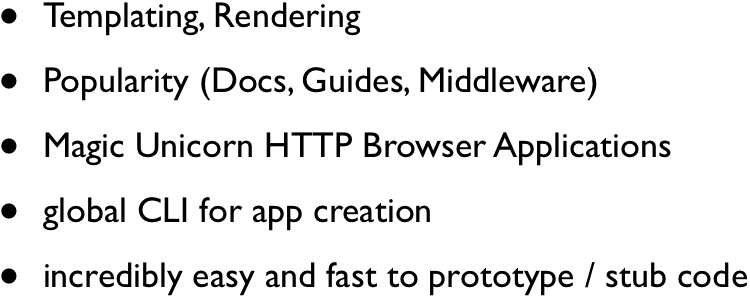 ● Templating, Rendering
● Popularity (Docs, Guides, Middleware)
● Magic Unicorn HTTP Browser Applications
● global CLI for app creation
● incredibly easy and fast to prototype / stub code